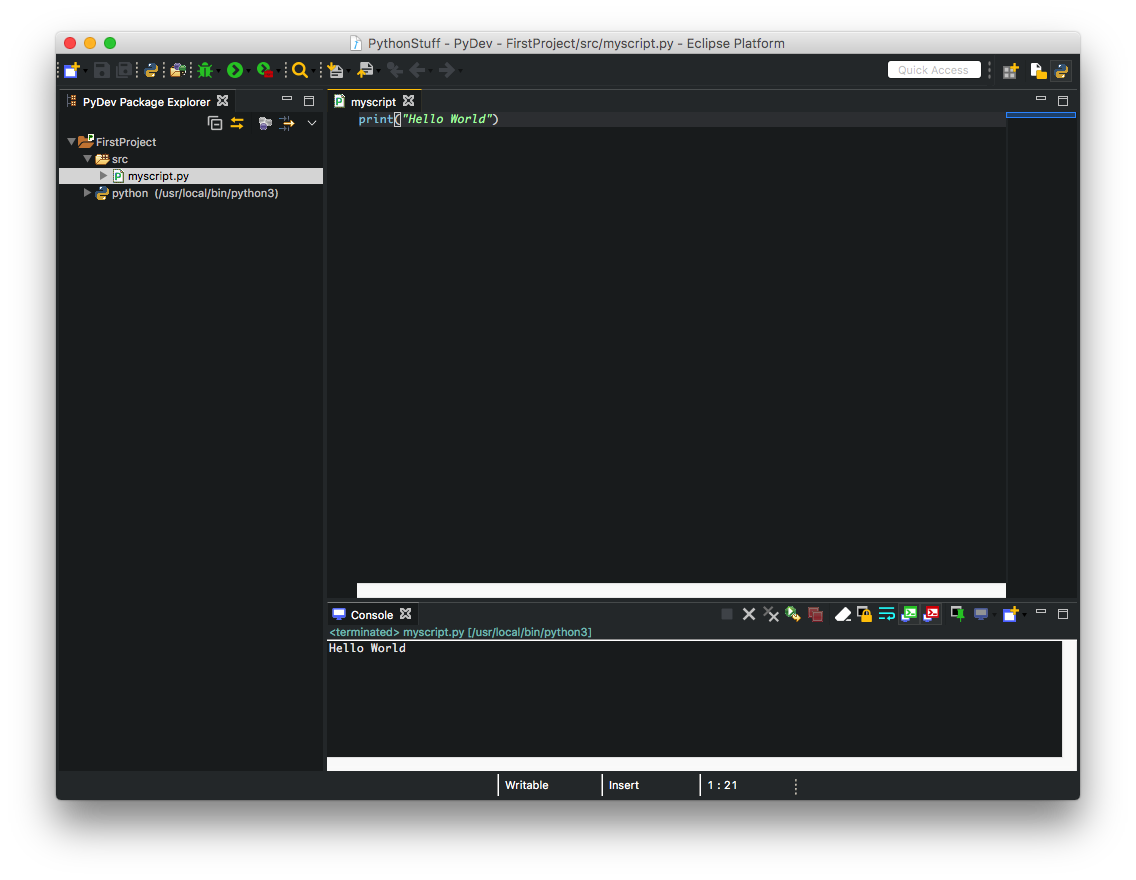 PythonStuff - PyDev - FirstProject/src/myscript.py - Eclipse Platform
Quick Access
PyDev Package Explorer
FirstProject
src
myscript.py
python (/usr/local/bin/python3)
myscript
print("Hello World")
Console
<terminated> myscript.py [/usr/local/bin/python3]
Hello World
Writable
Insert
1 : 21